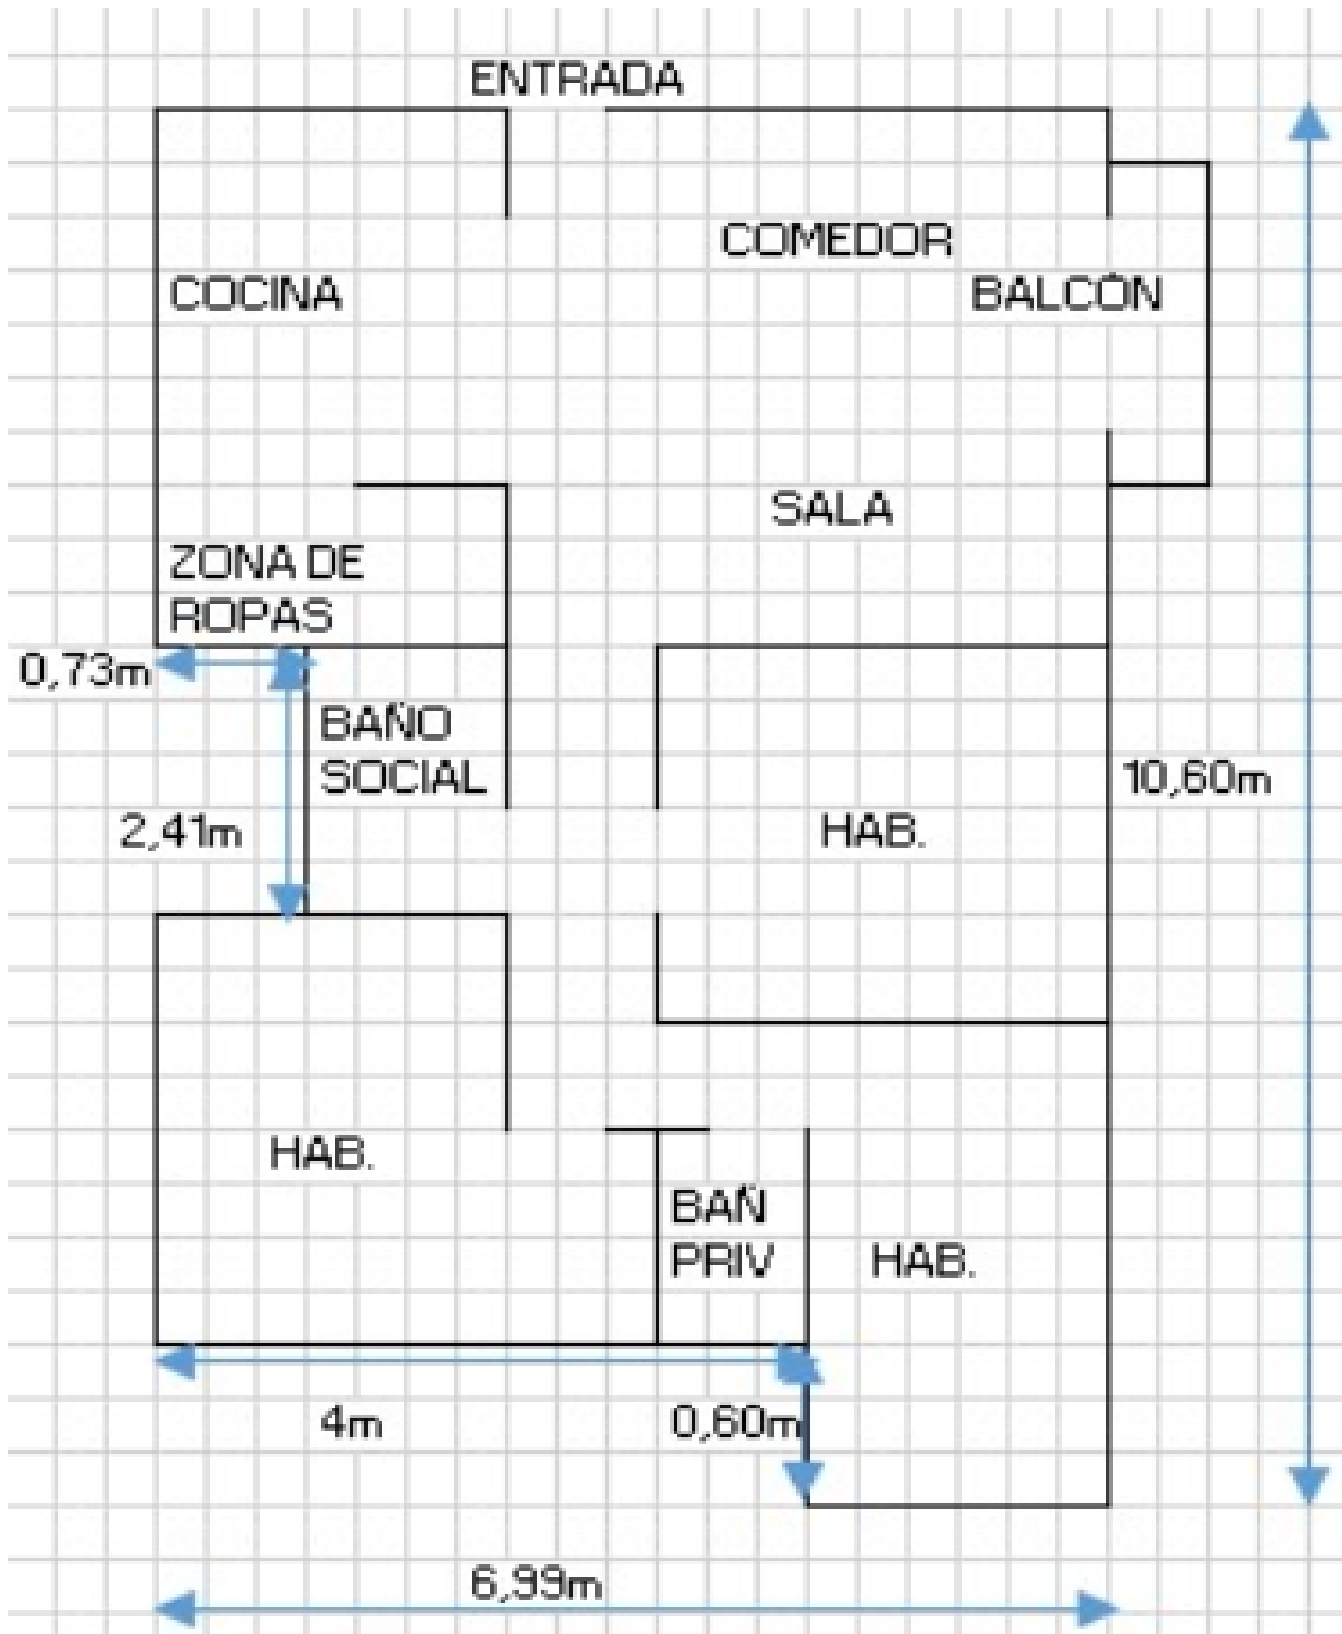 ENTRADA
COMEDOR
COCINA
BALCÓN
SALA
ZONA DE
ROPAS
0,73m
BAÑO
SOCIAL
10,60m
2,41m
HAB.
HAB.
BAÑ
PRIV
HAB.
4m
0,60m
6,99m